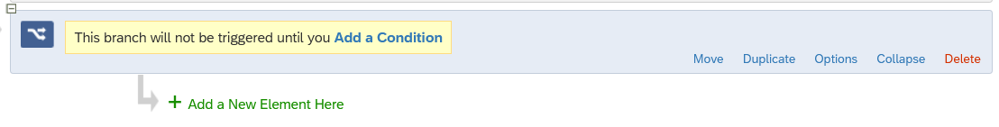 This branch will not be triggered until you Add a Condition
Move Duplicate Options Collapse Delete
+ Add a New Element Here